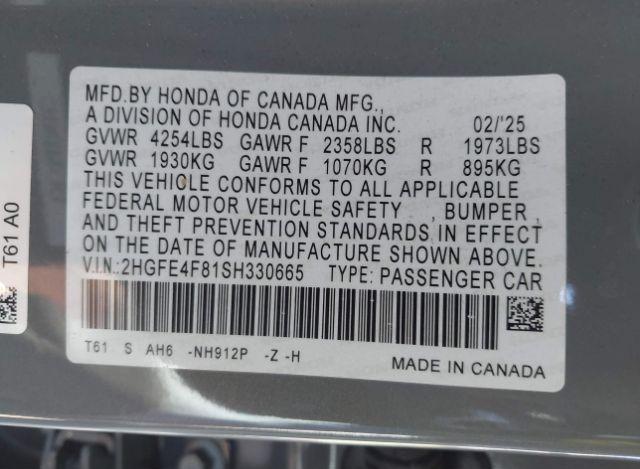 MFD.BY HONDA OF CANADA MFG.,
A DIVISION OF HONDA CANADA INC. 02/'25
GVWR 4254LBS GAWR F 2358LBS R 1973LBS
GVWR 1930KG GAWR F 1070KG R 895KG
THIS VEHICLE CONFORMS TO ALL APPLICABLE
FEDERAL MOTOR VEHICLE SAFETY , BUMPER ,
AND THEFT PREVENTION STANDARDS IN EFFECT
ON THE DATE OF MANUFACTURE SHOWN ABOVE.
V.I.N.:2HGFE4F81SH330665 TYPE: PASSENGER CAR
T61 S AH6 -NH912P -Z -H
MADE IN CANADA
T61 A0